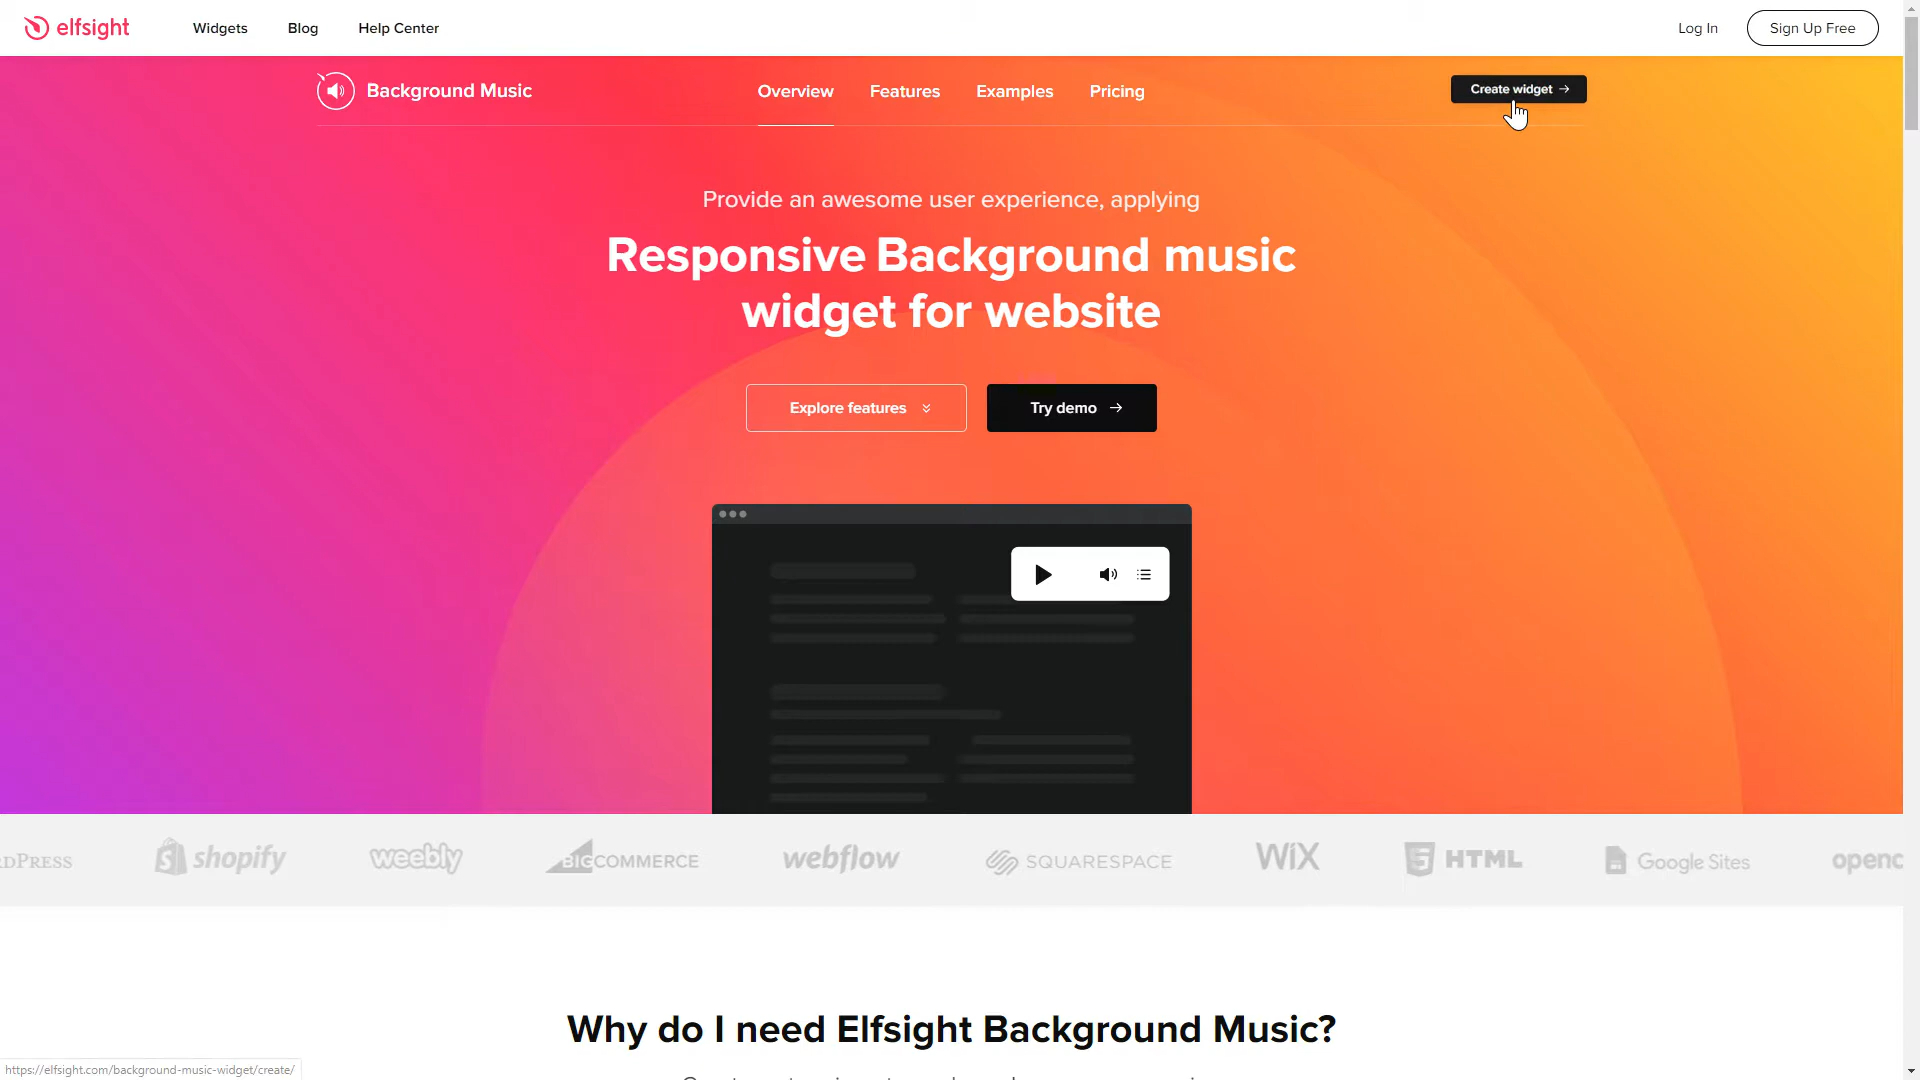 elfsight
Widgets
Blog
Help Center
Log In
Sign Up Free
Background Music
Overview
Features
Examples
Pricing
Create widget
Provide an awesome user experience, applying
Responsive Background music
widget for website
Explore features
Try demo
shopify
weebly
BIGCOMMERCE
webflow
SQUARESPACE
WiX
HTML
Google Sites
Why do I need Elfsight Background Music?
https://elfsight.com/background-music-widget/create/